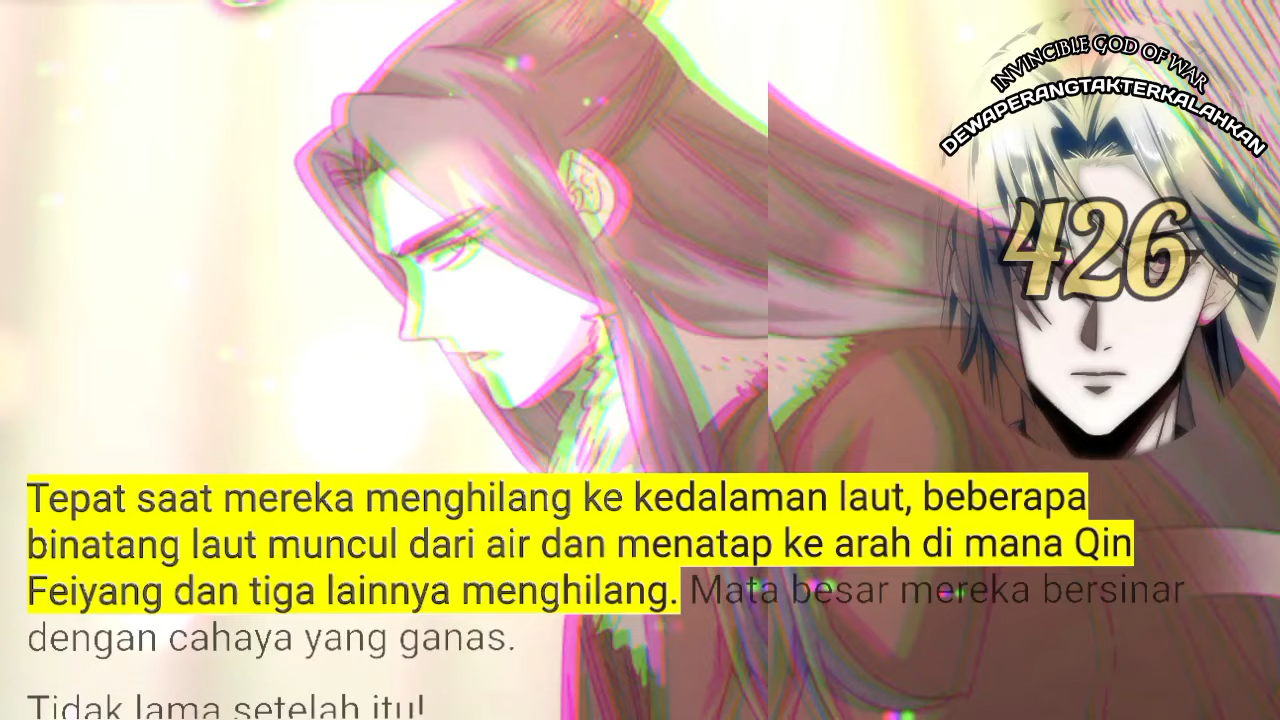 INVINCIBLE GOD OF WAR
DEWAPERANGTAKTERKALAHKAN
426
Tepat saat mereka menghilang ke kedalaman laut, beberapa
binatang laut muncul dari air dan menatap ke arah di mana Qin
Feiyang dan tiga lainnya menghilang. Mata besar mereka bersinar
dengan cahaya yang ganas.
Tidak lama setelah itu!